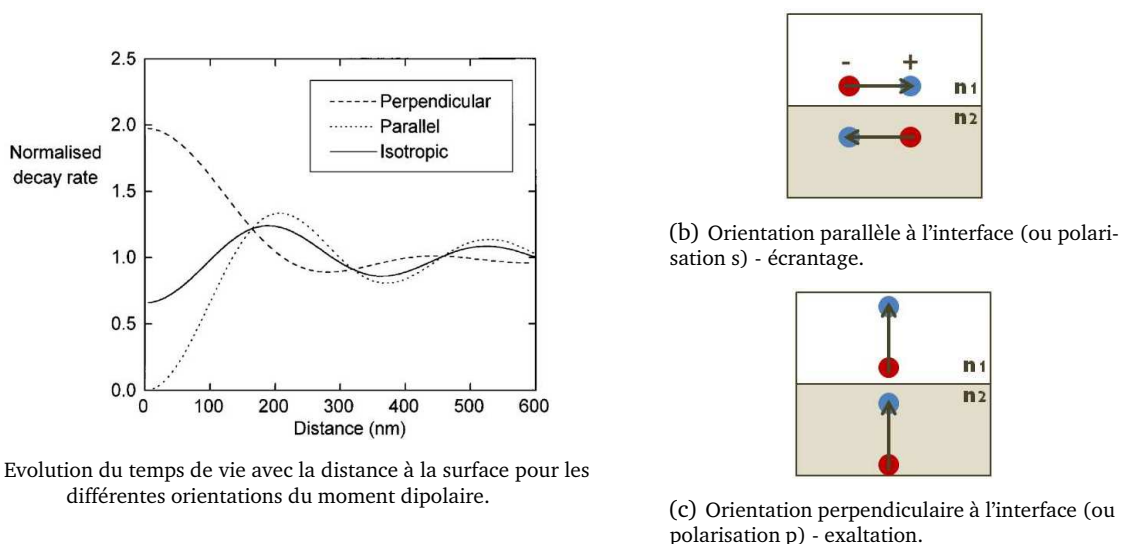 2.5
2.0
1.5
1.0
0.5
0.0
Normalised
decay rate
Perpendicular
Parallel
Isotropic
0 100 200 300 400 500 600
Distance (nm)
Evolution du temps de vie avec la distance à la surface pour les
différentes orientations du moment dipolaire.
- +
n1
n2
(b) Orientation parallèle à l'interface (ou polari-
sation s) - écrantage.
n1
n2
(c) Orientation perpendiculaire à l'interface (ou
polarisation p) - exaltation.